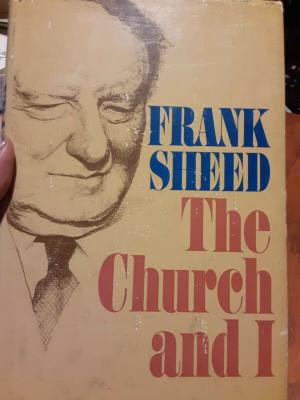 FRANK
SHEED
The
Church
and I